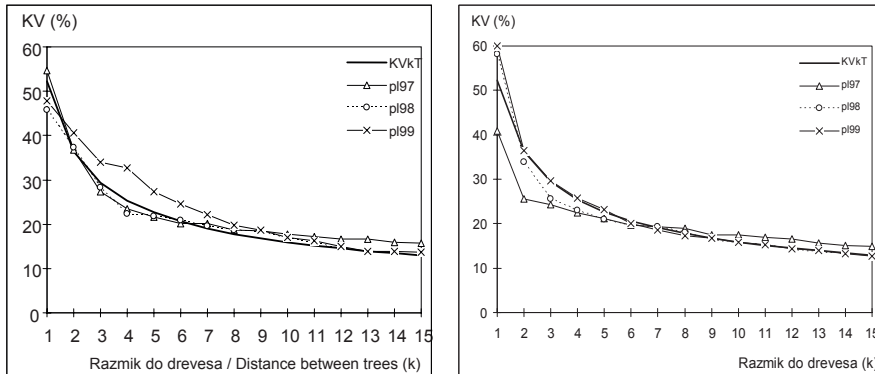 KV (%)
60
50
40
30
20
10
0
KVkT
pl97
pl98
pl99
1 2 3 4 5 6 7 8 9 10 11 12 13 14 15
Razmik do drevesa / Distance between trees (k)
KV (%)
60
50
40
30
20
10
0
KVkT
pl97
pl98
pl99
1 2 3 4 5 6 7 8 9 10 11 12 13 14 15
Razmik do drevesa (k)